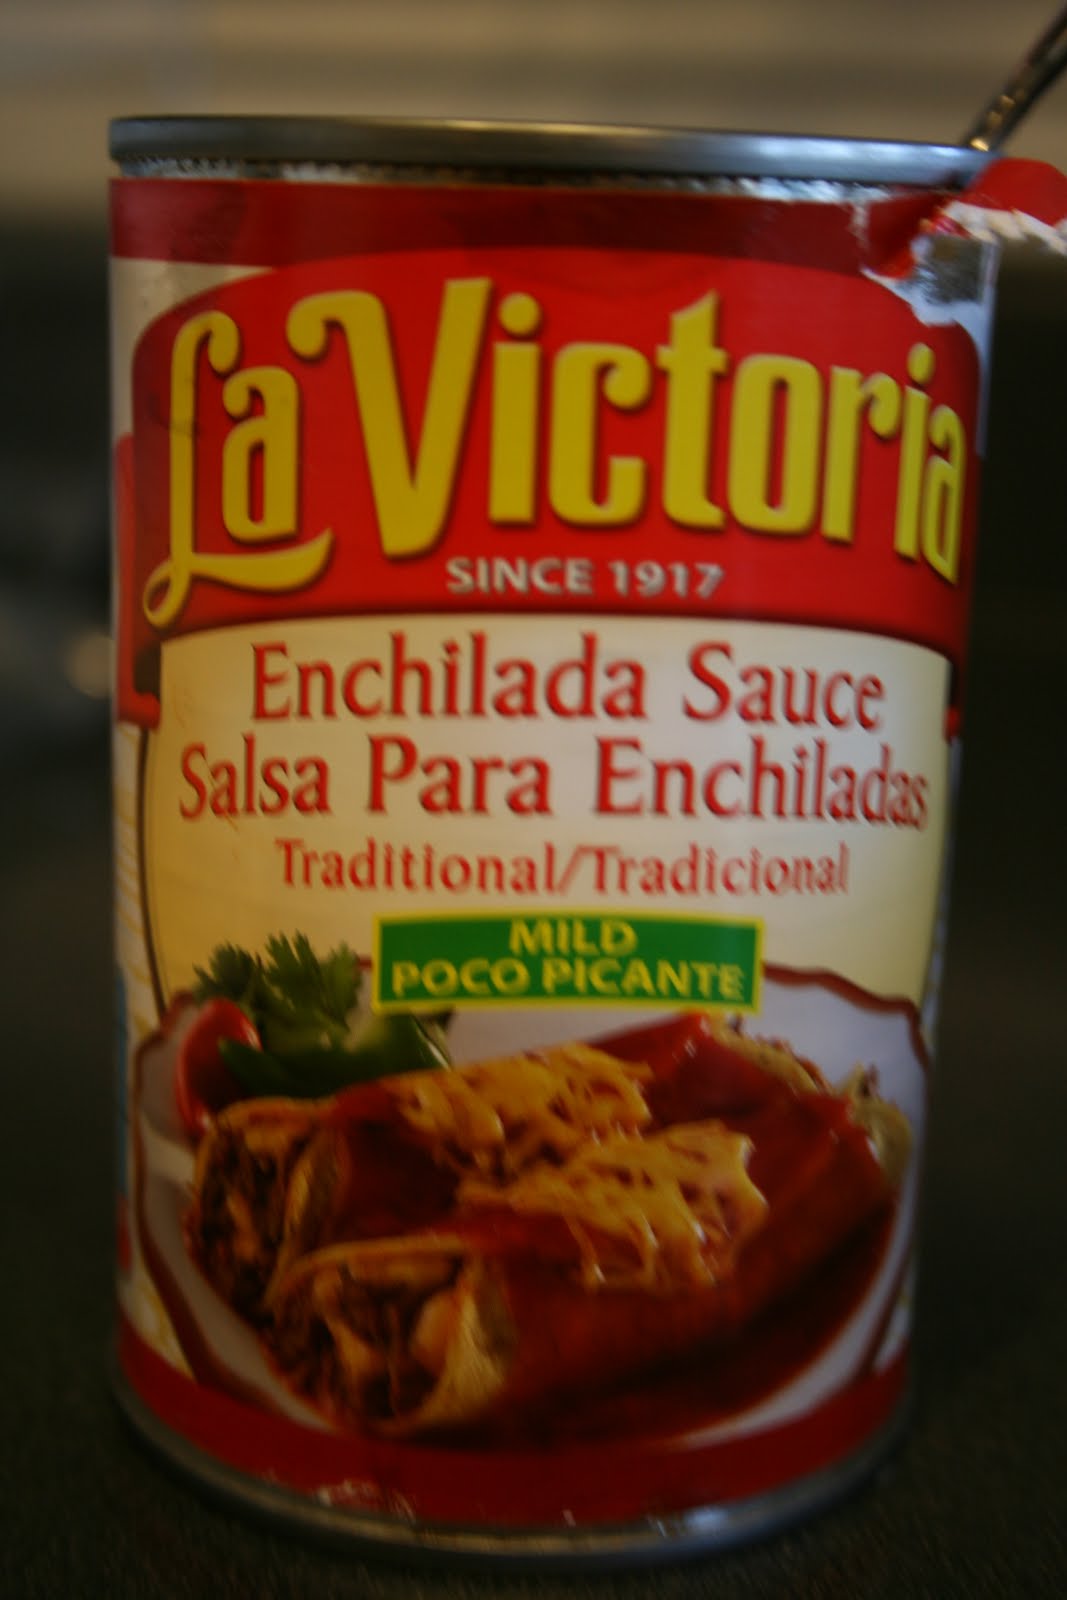 La Victoria
SINCE 1917
Enchilada Sauce
Salsa Para Enchiladas
Traditional/Tradicional
MILD
POCO PICANTE